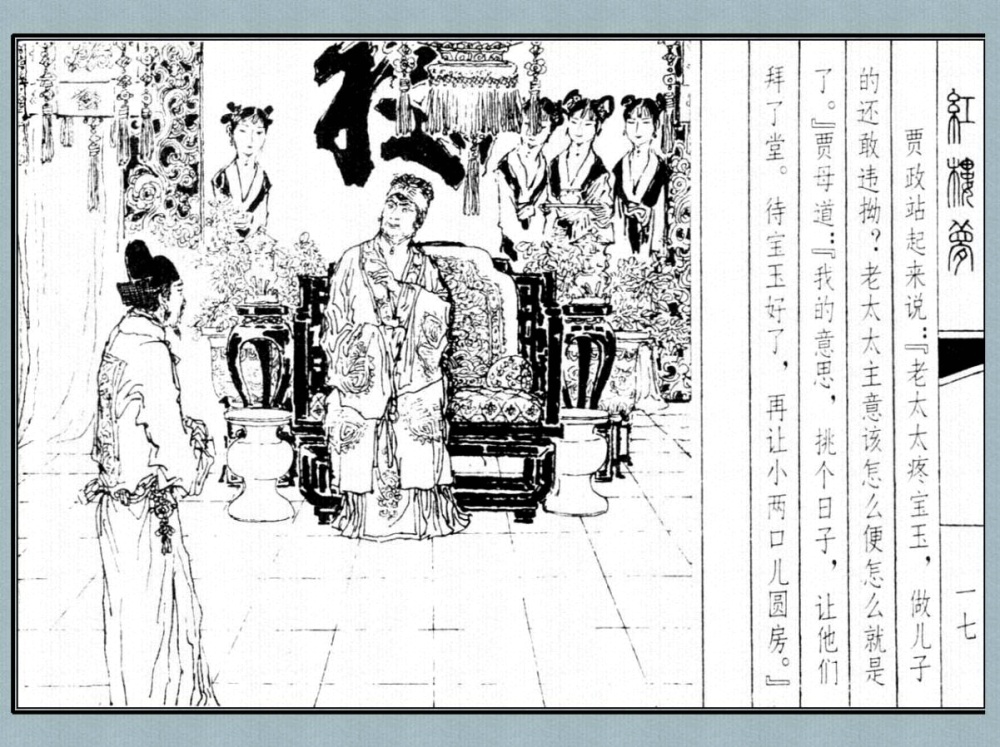 紅樓夢
一七
贾政站起来说：『老太太疼宝玉，做儿子
的还敢违拗？老太太主意该怎么便怎么就是
了。』贾母道：『我的意思，挑个日子，让他们
拜了堂。待宝玉好了，再让小两口儿圆房。』